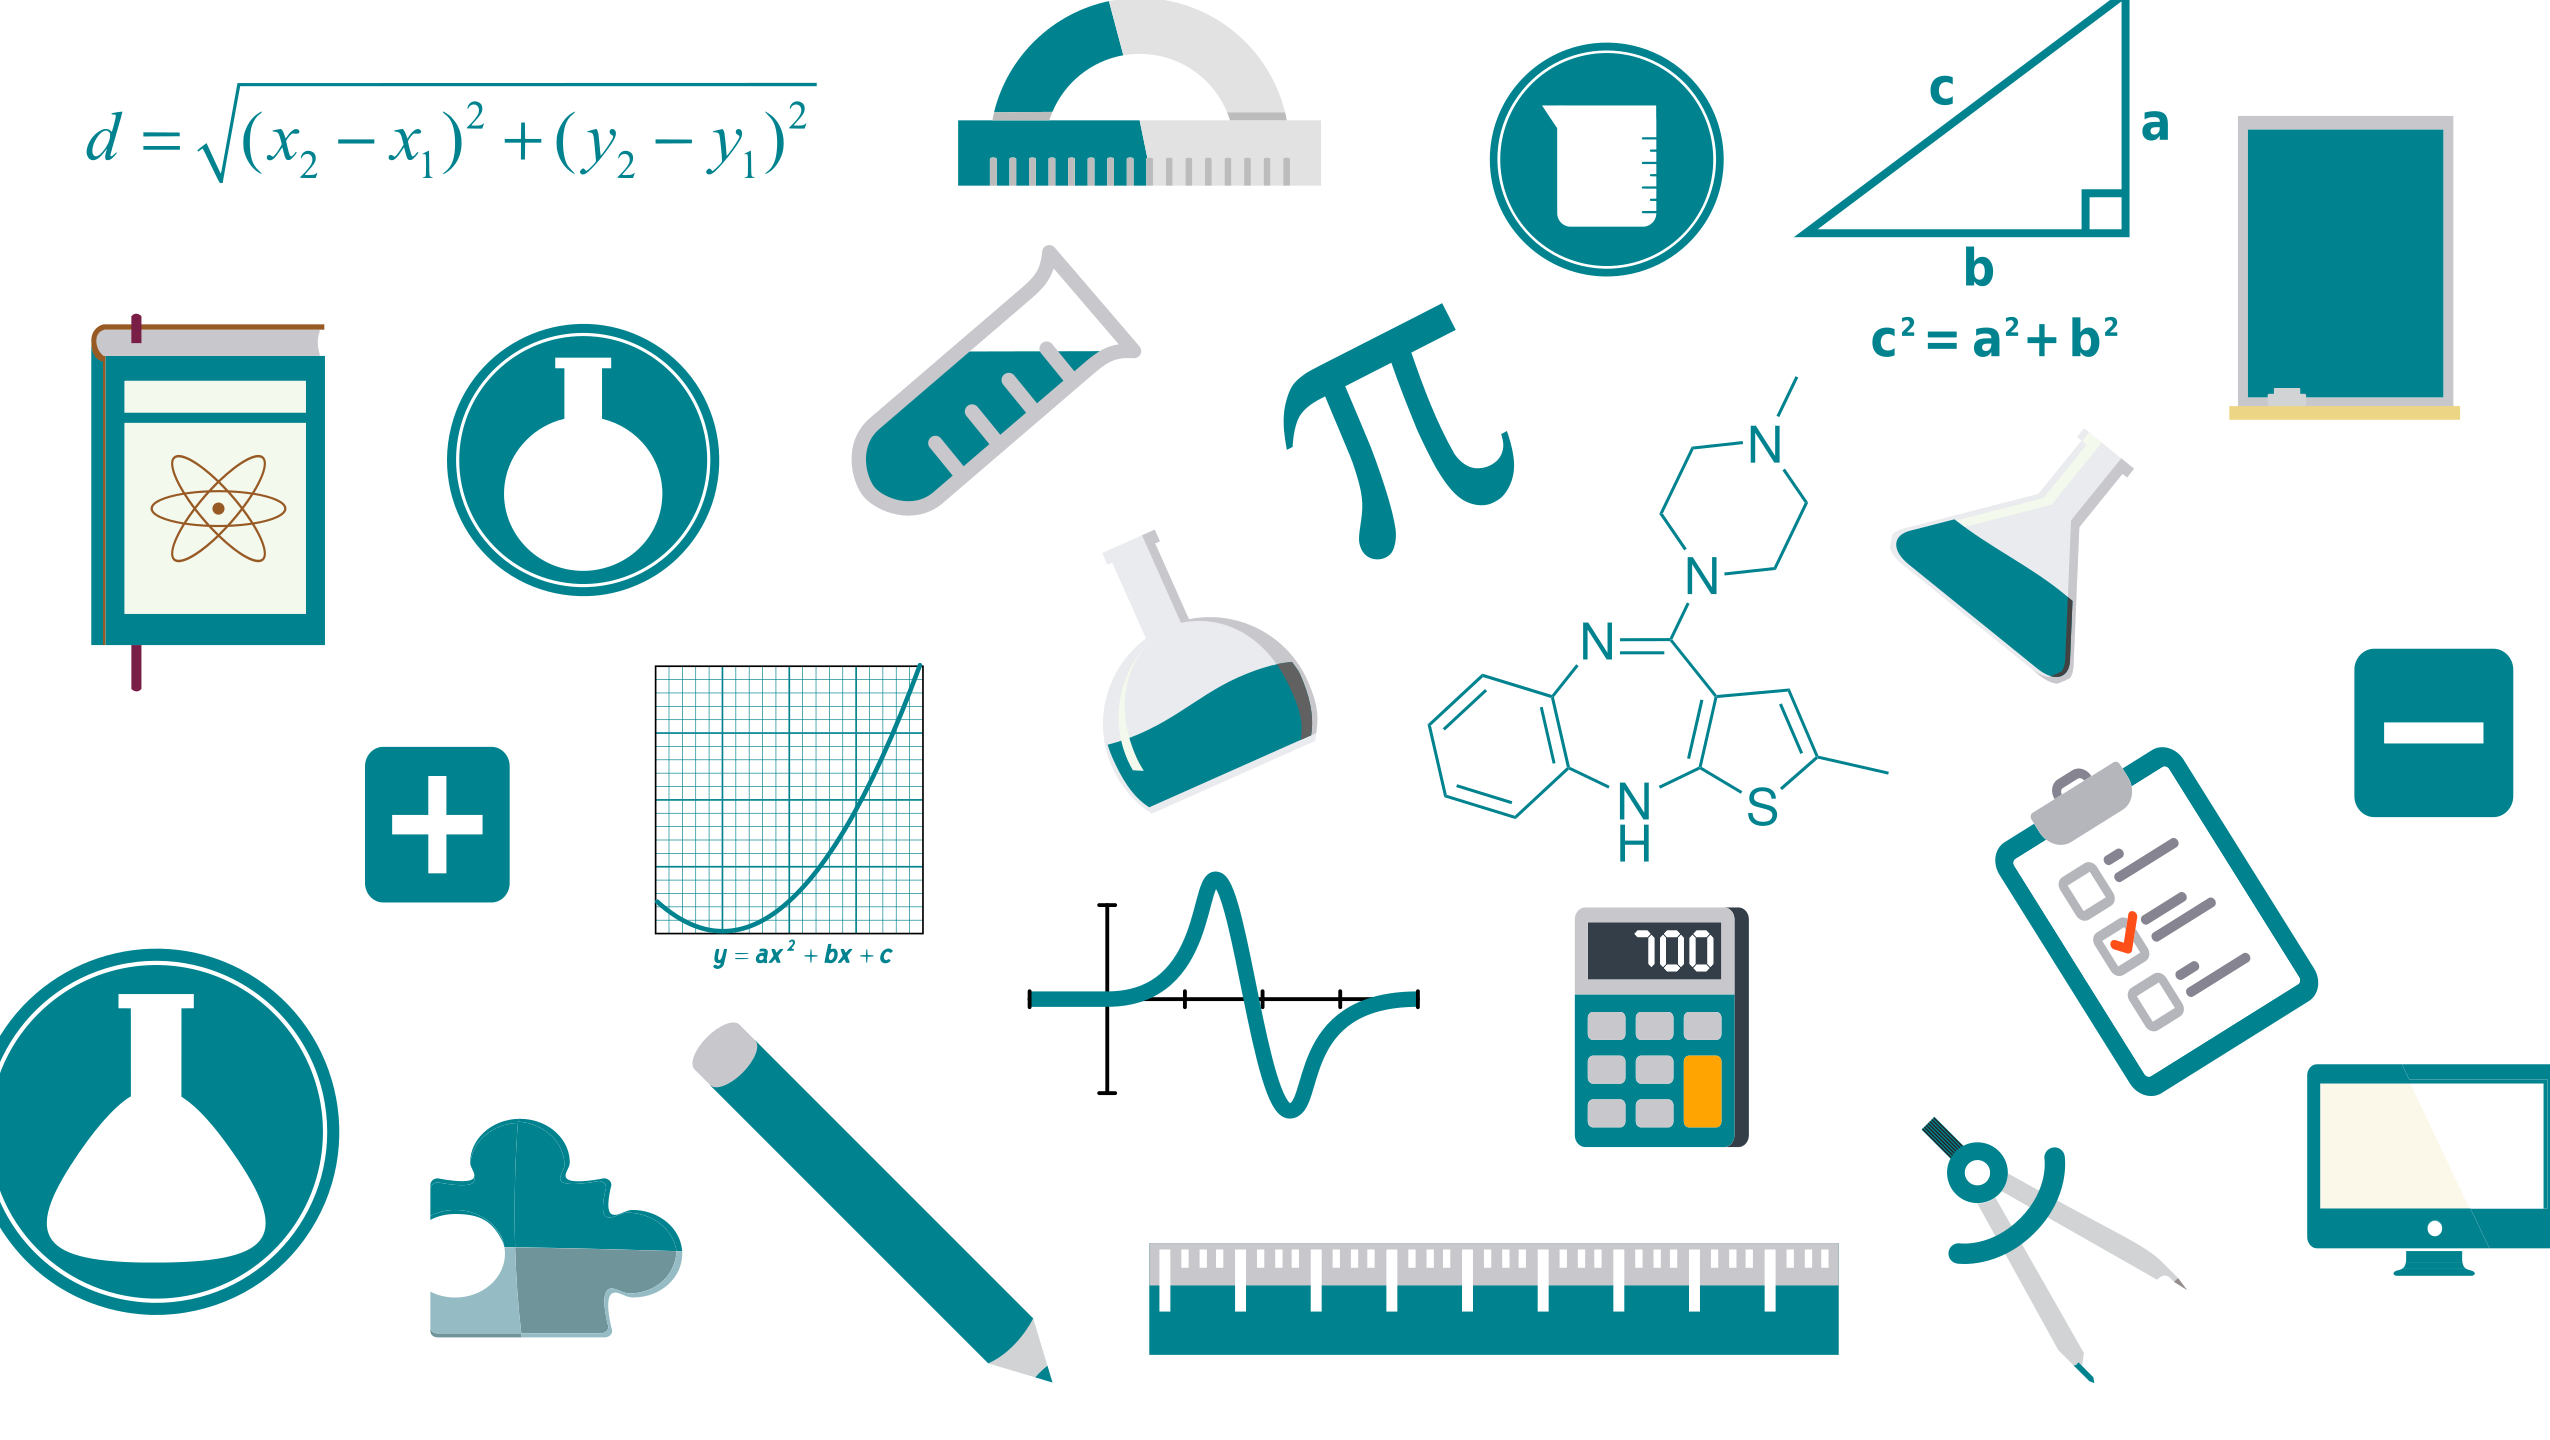 d = √(x₂ − x₁)² + (y₂ − y₁)²
c
a
b
c² = a² + b²
N
N
N
N
H
S
y = ax² + bx + c
700